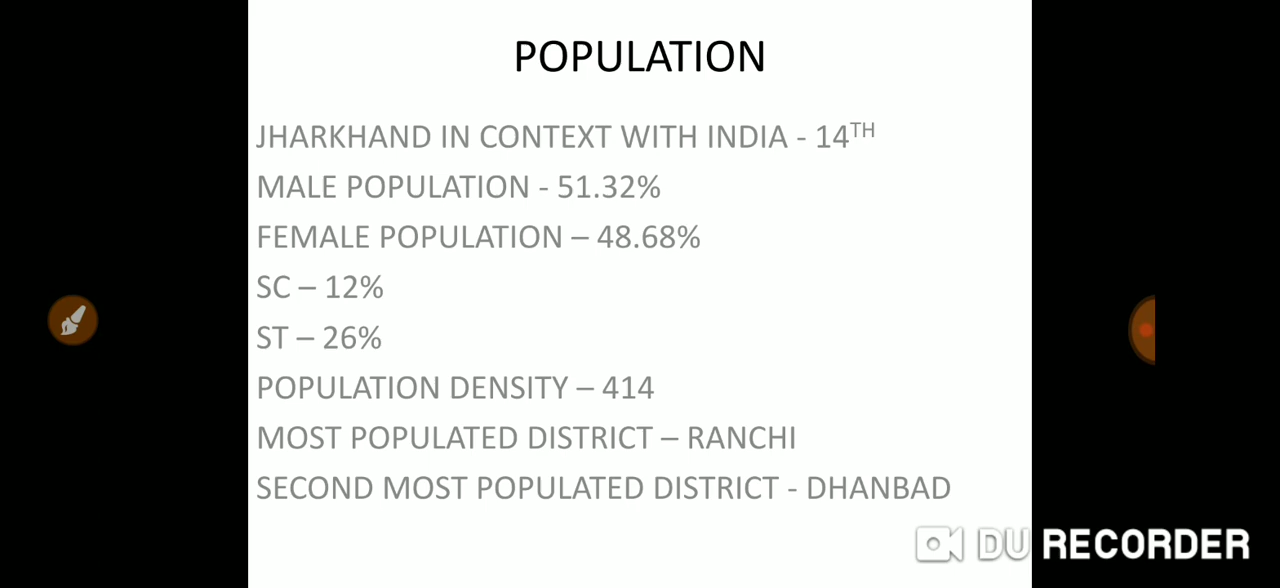 POPULATION
JHARKHAND IN CONTEXT WITH INDIA - 14TH
MALE POPULATION - 51.32%
FEMALE POPULATION – 48.68%
SC – 12%
ST – 26%
POPULATION DENSITY – 414
MOST POPULATED DISTRICT – RANCHI
SECOND MOST POPULATED DISTRICT - DHANBAD
DU RECORDER